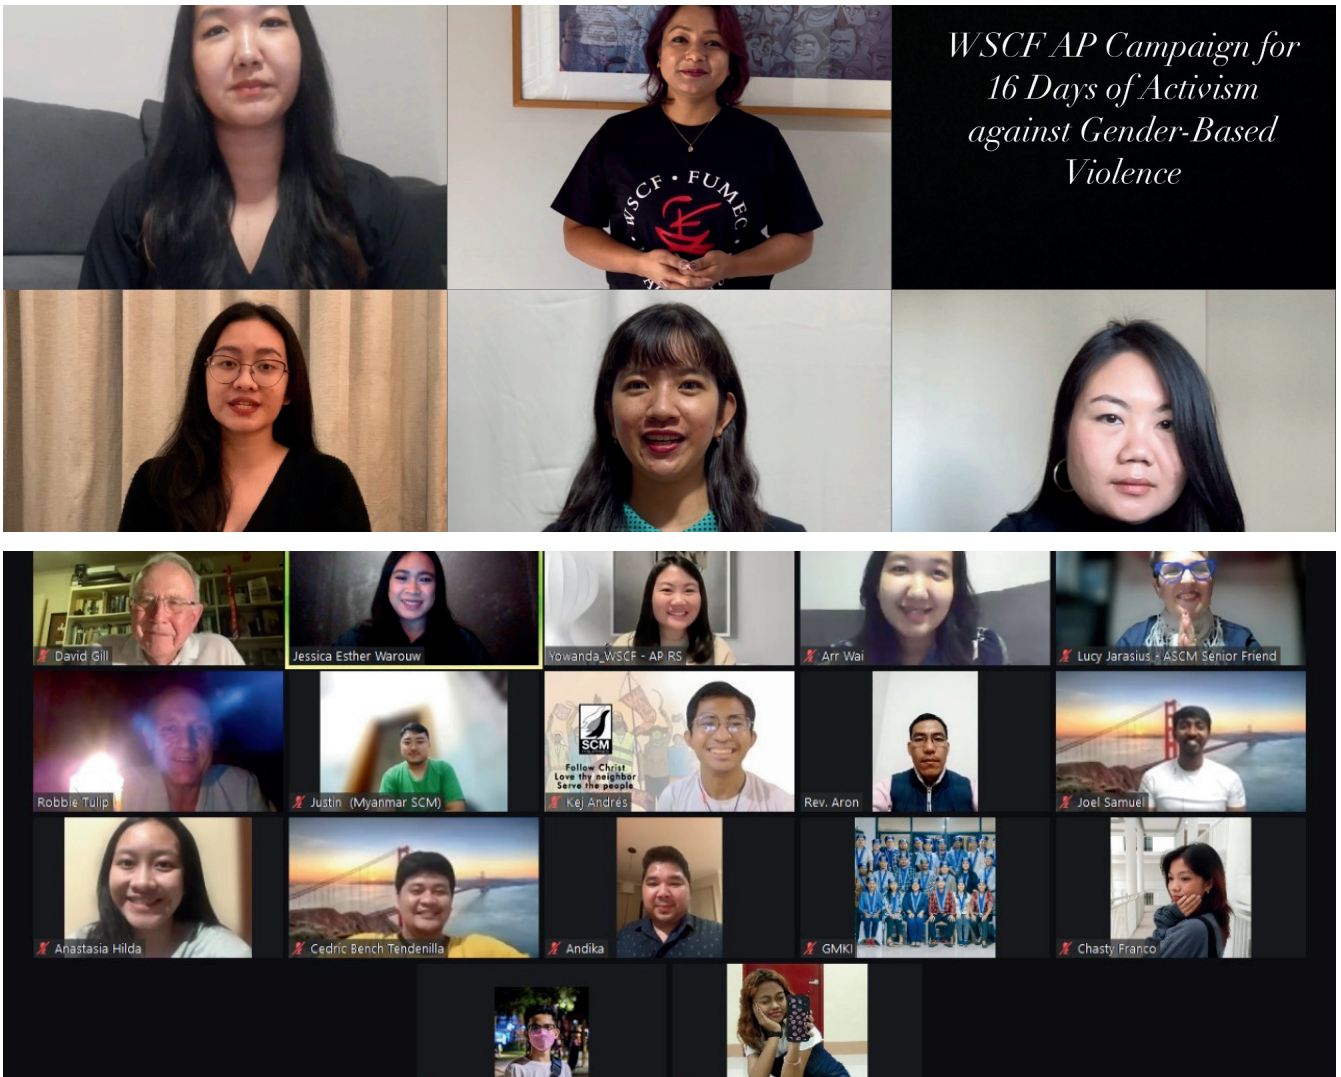 WSCF AP Campaign for
16 Days of Activism
against Gender-Based
Violence
WSCF • FUMEC •
David Gill
Jessica Esther Warouw
Yowanda_WSCF - AP RS
Arr Wai
Lucy Jarasius - ASCM Senior Friend
Robbie Tulip
Justin (Myanmar SCM)
SCM
Follow Christ
Love thy neighbor
Serve the people
Kej Andrés
Rev. Aron
Joel Samuel
Anastasia Hilda
Cedric Bench Tendenilla
Andika
GMKI
Chasty Franco